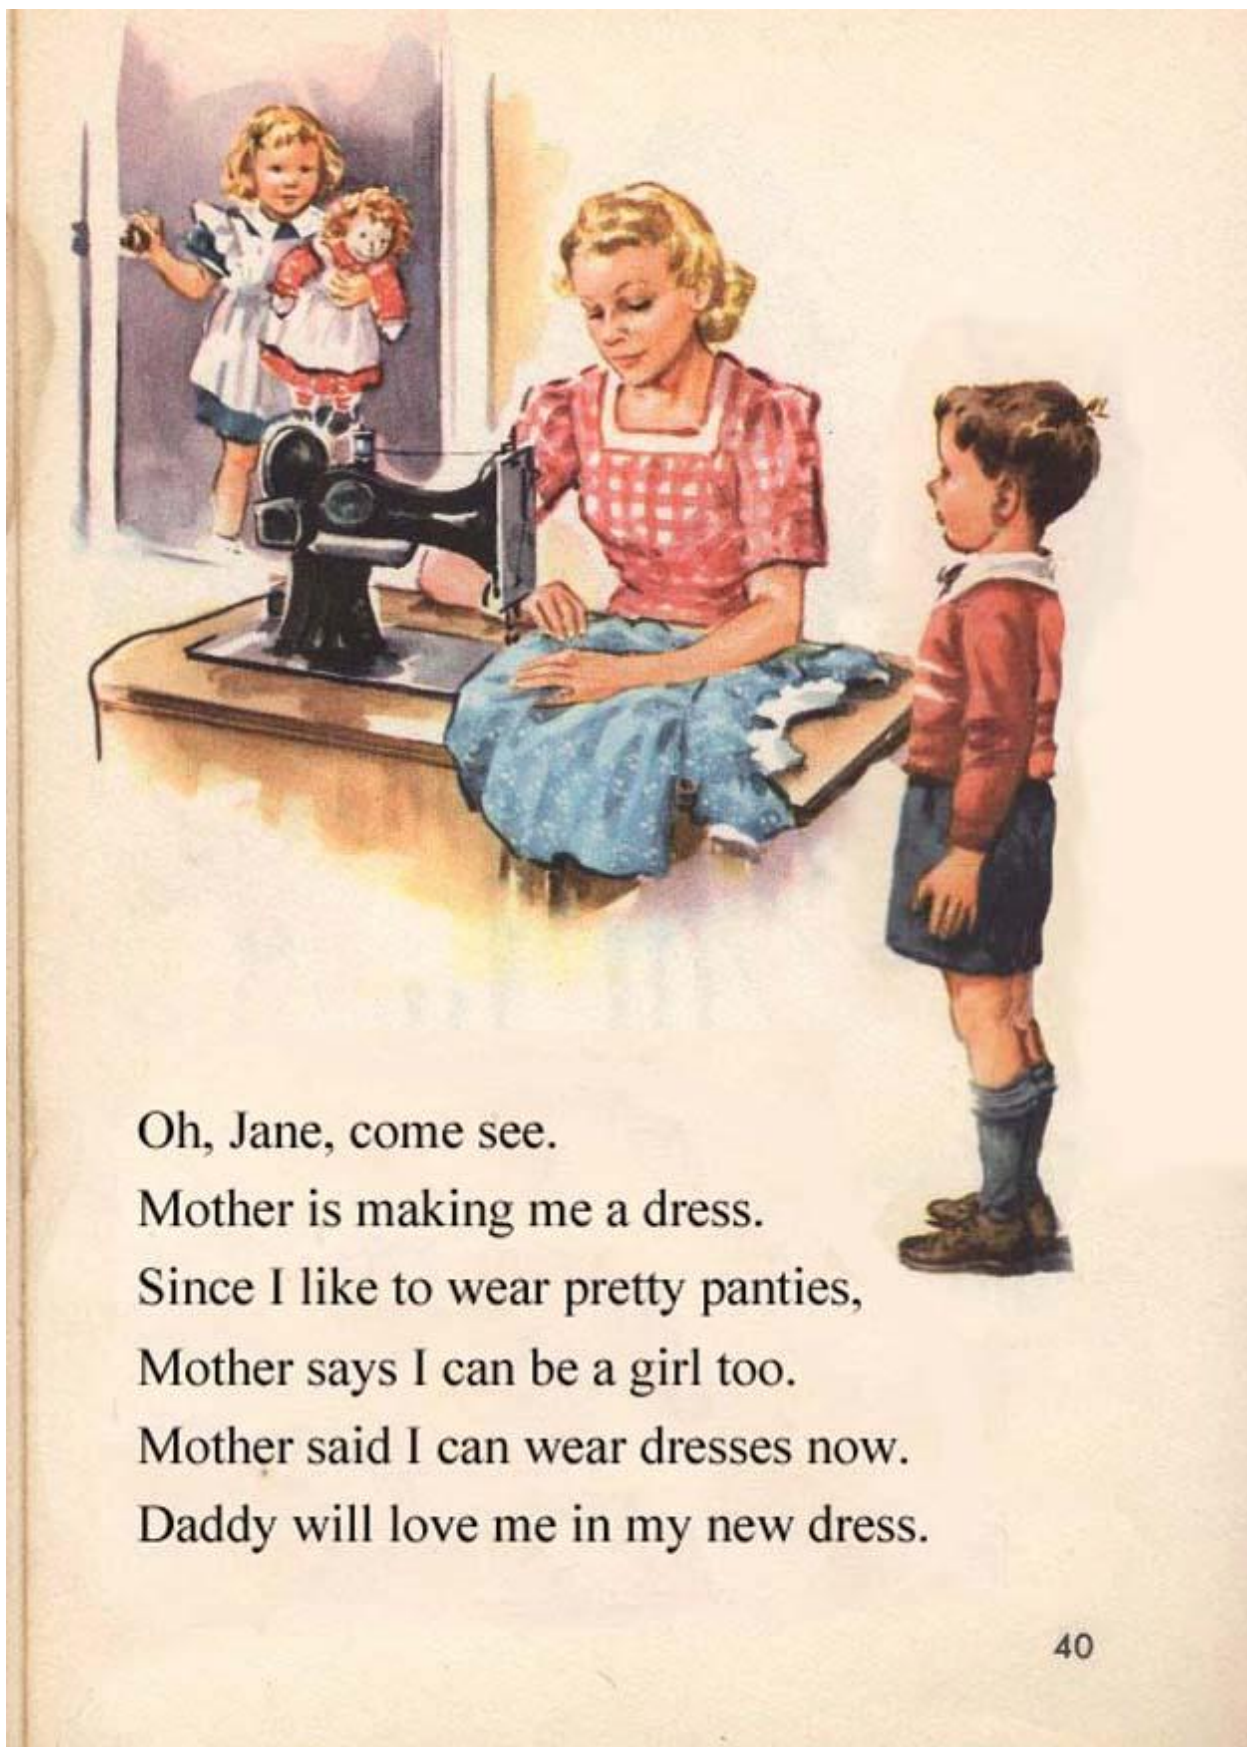 Oh, Jane, come see.
Mother is making me a dress.
Since I like to wear pretty panties,
Mother says I can be a girl too.
Mother said I can wear dresses now.
Daddy will love me in my new dress.
40